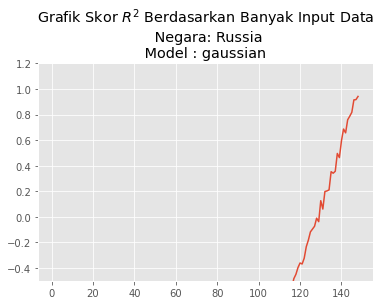 Grafik Skor R² Berdasarkan Banyak Input Data
Negara: Russia
Model : gaussian
1.2
1.0
0.8
0.6
0.4
0.2
0.0
−0.2
−0.4
0 20 40 60 80 100 120 140